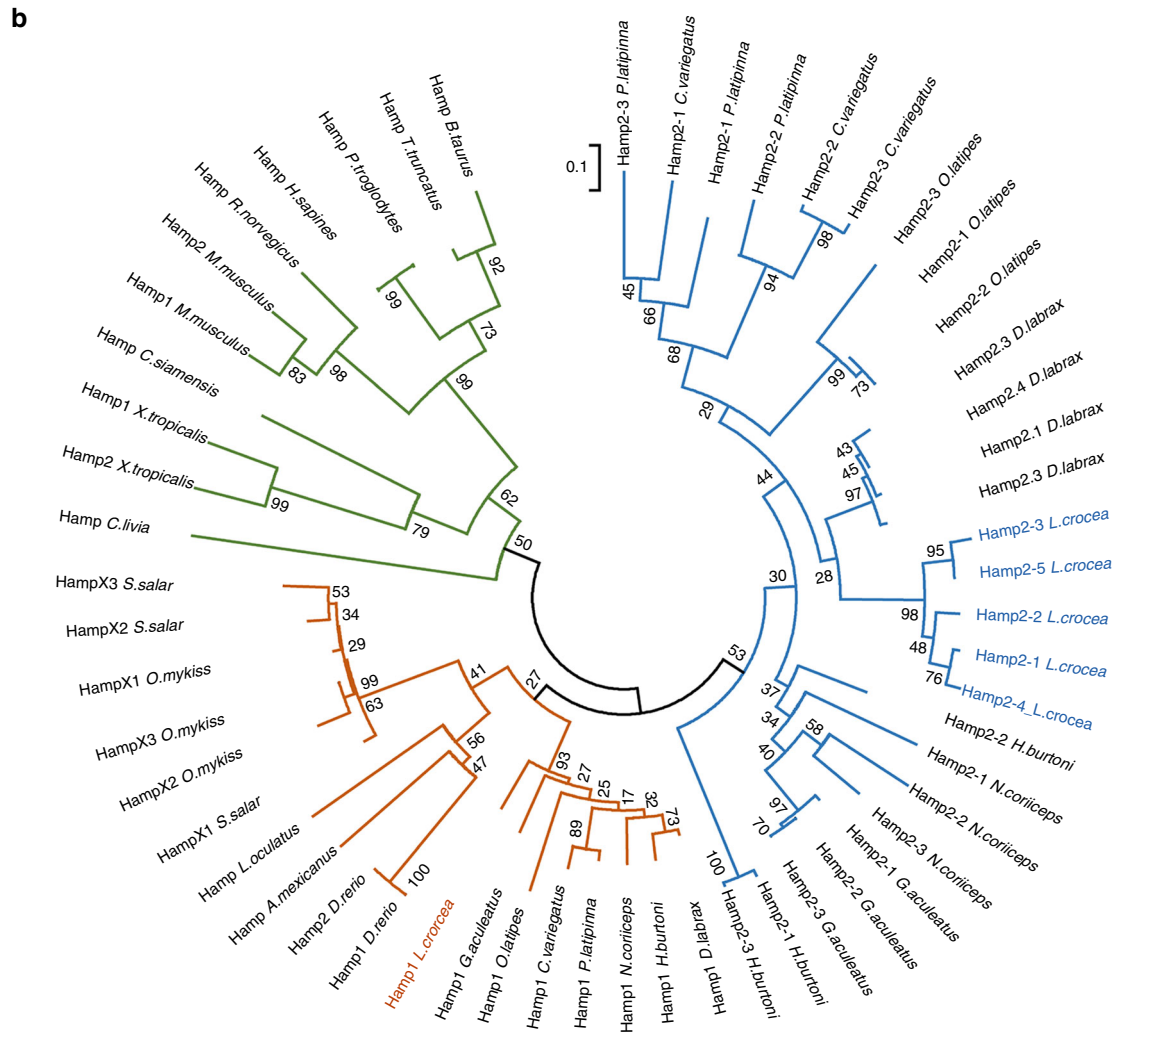 b
0.1
Hamp2-3 P.latipinna
Hamp2-1 C.variegatus
Hamp2-1 P.latipinna
Hamp2-2 P.latipinna
Hamp2-2 C.variegatus
Hamp2-3 C.variegatus
Hamp2-3 O.latipes
Hamp2-1 O.latipes
Hamp2-2 O.latipes
Hamp2.3 D.labrax
Hamp2.4 D.labrax
Hamp2.1 D.labrax
Hamp2.3 D.labrax
Hamp2-3 L.crocea
Hamp2-5 L.crocea
Hamp2-2 L.crocea
Hamp2-1 L.crocea
Hamp2-4_L.crocea
Hamp2-2 H.burtoni
Hamp2-1 N.coriiceps
Hamp2-2 N.coriiceps
Hamp2-3 N.coriiceps
Hamp2-1 G.aculeatus
Hamp2-2 G.aculeatus
Hamp2-3 G.aculeatus
Hamp2-1 H.burtoni
Hamp2-3 H.burtoni
Hamp1 D.labrax
Hamp1 H.burtoni
Hamp1 N.coriiceps
Hamp1 P.latipinna
Hamp1 C.variegatus
Hamp1 O.latipes
Hamp1 G.aculeatus
Hamp1 L.crorcea
Hamp1 D.rerio
Hamp2 D.rerio
Hamp A.mexicanus
Hamp L.oculatus
HampX1 S.salar
HampX2 O.mykiss
HampX3 O.mykiss
HampX1 O.mykiss
HampX2 S.salar
HampX3 S.salar
Hamp C.livia
Hamp2 X.tropicalis
Hamp1 X.tropicalis
Hamp C.siamensis
Hamp1 M.musculus
Hamp2 M.musculus
Hamp R.norvegicus
Hamp H.sapines
Hamp P.troglodytes
Hamp T.truncatus
Hamp B.taurus
45
66
68
94
98
29
99
73
44
43
45
97
28
95
98
48
76
30
53
37
34
40
58
97
70
100
27
93
27
25
17
32
73
89
41
56
47
100
53
34
29
99
63
50
62
79
99
99
98
83
73
99
92